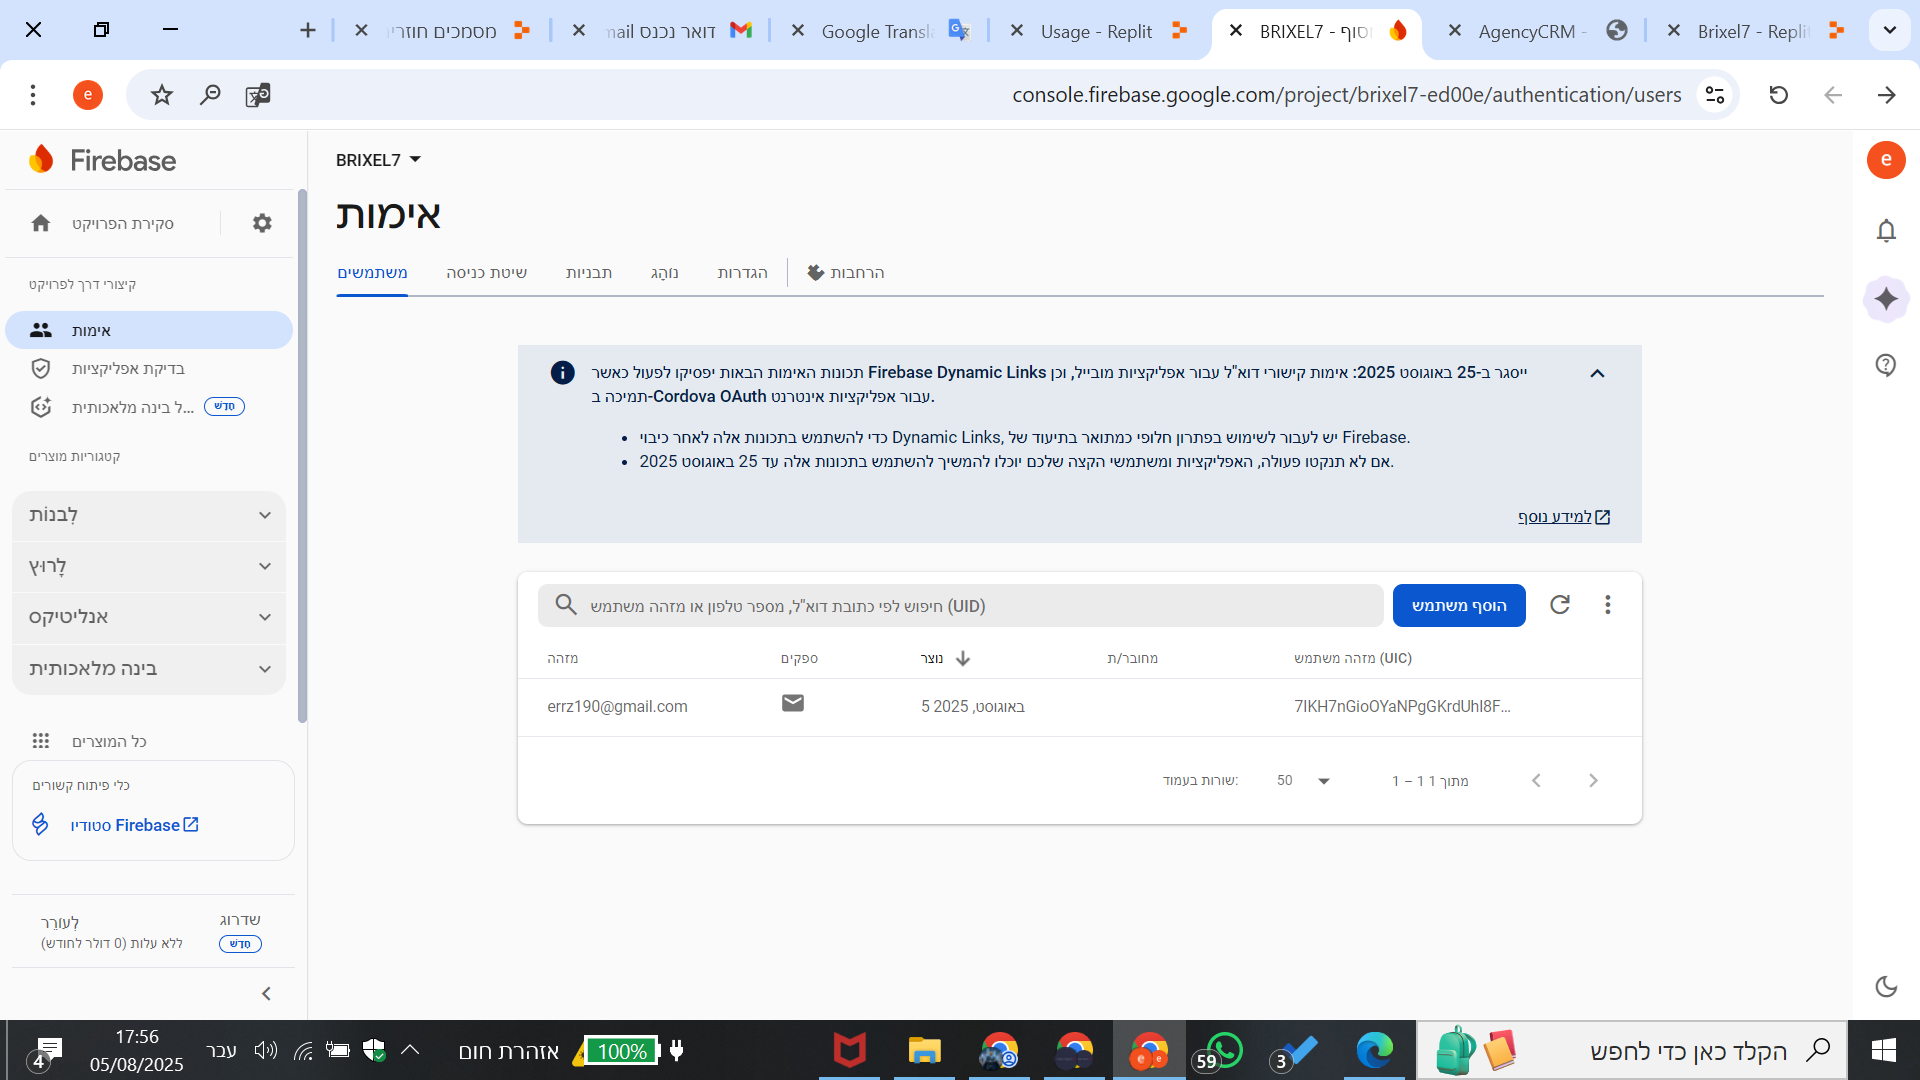 מסמכים חוזרי
דואר נכנס mail
Google Transl
Usage - Replit
BRIXEL7 - סוף
AgencyCRM -
Brixel7 - Repli
e
console.firebase.google.com/project/brixel7-ed00e/authentication/users
Firebase
סקירת הפרויקט
קיצורי דרך לפרויקט
אימות
בדיקת אפליקציות
ל בינה מלאכותית... חָדָשׁ
קטגוריות מוצרים
לִבנוֹת
לָרוּץ
אנליטיקס
בינה מלאכותית
כל המוצרים
כלי פיתוח קשורים
סטודיו Firebase
לְעוֹרֵר
ללא עלות (0 דולר לחודש)
שדרוג
חָדָשׁ
BRIXEL7
אימות
משתמשים
שיטת כניסה
תבניות
נוֹהָג
הגדרות
הרחבות
תכונות האימות הבאות יפסיקו לפעול כאשר Firebase Dynamic Links ייסגר ב-25 באוגוסט 2025: אימות קישורי דוא"ל עבור אפליקציות מובייל, וכן
תמיכה ב-Cordova OAuth עבור אפליקציות אינטרנט.
כדי להשתמש בתכונות אלה לאחר כיבוי Dynamic Links, יש לעבור לשימוש בפתרון חלופי כמתואר בתיעוד של Firebase.
אם לא תנקטו פעולה, האפליקציות ומשתמשי הקצה שלכם יוכלו להמשיך להשתמש בתכונות אלה עד 25 באוגוסט 2025.
למידע נוסף
חיפוש לפי כתובת דוא"ל, מספר טלפון או מזהה משתמש (UID)
הוסף משתמש
מזהה
ספקים
נוצר
מחובר/ת
מזהה משתמש (UIC)
errz190@gmail.com
5 באוגוסט, 2025
7IKH7nGioOYaNPgGKrdUhI8F...
שורות בעמוד:
50
1 – 1 מתוך 1
e
4
17:56
05/08/2025
עבר
אזהרת חום
100%
e
e
59
3
הקלד כאן כדי לחפש